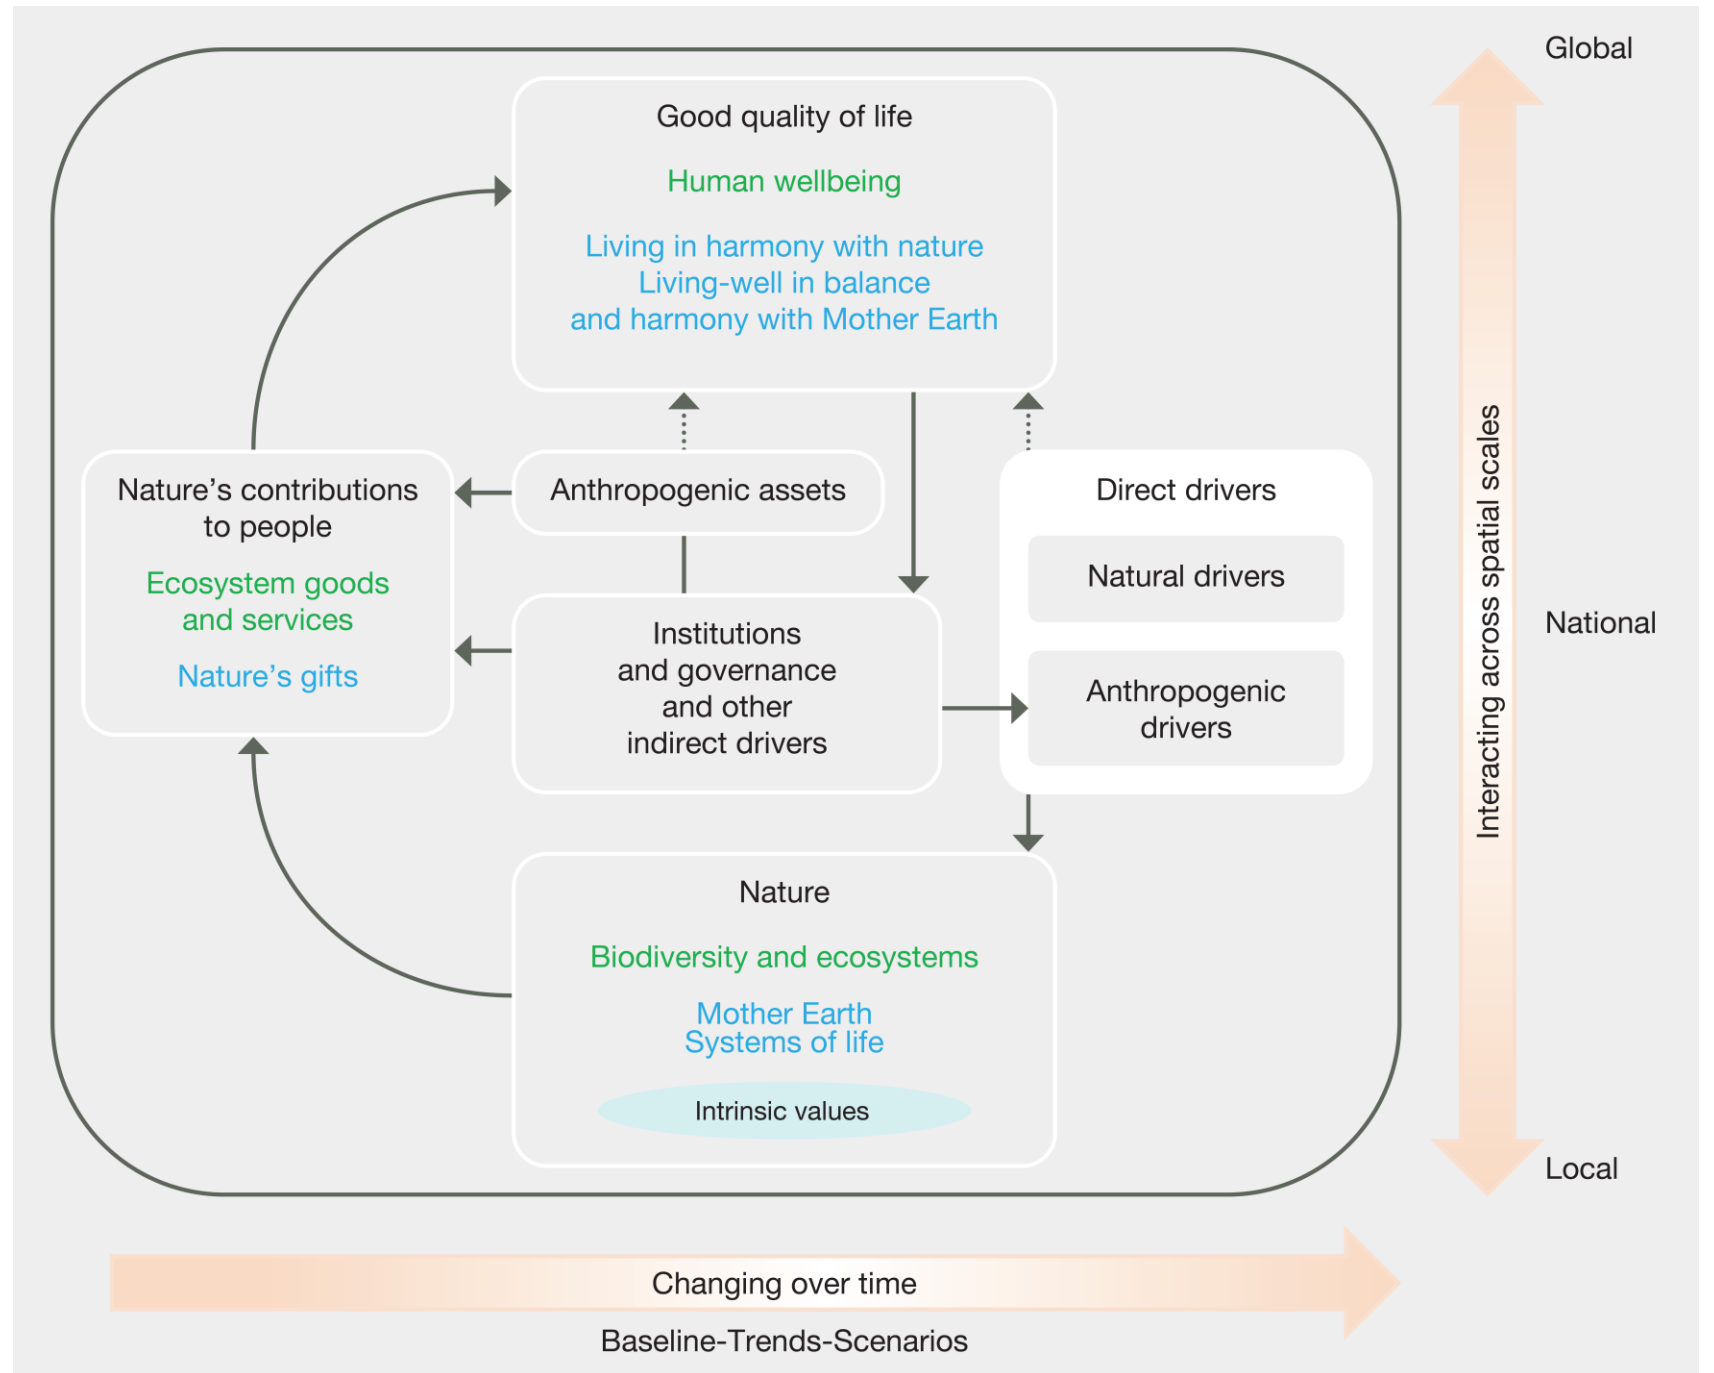 Global
Good quality of life
Human wellbeing
Living in harmony with nature
Living-well in balance
and harmony with Mother Earth
Nature’s contributions
to people
Ecosystem goods
and services
Nature’s gifts
Anthropogenic assets
Institutions
and governance
and other
indirect drivers
Direct drivers
Natural drivers
Anthropogenic
drivers
Interacting across spatial scales
National
Nature
Biodiversity and ecosystems
Mother Earth
Systems of life
Intrinsic values
Local
Changing over time
Baseline-Trends-Scenarios